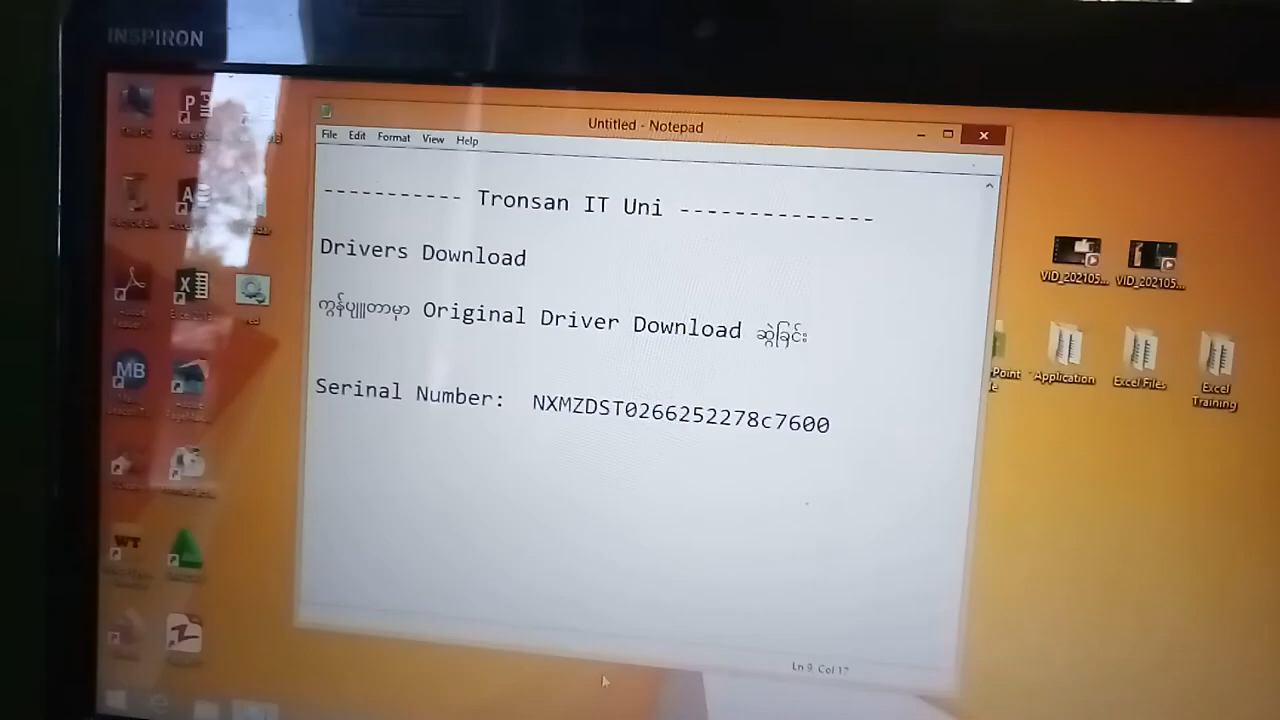 INSPIRON
Untitled - Notepad
File Edit Format View Help
----------- Tronsan IT Uni --------------
Drivers Download
ကွန်ပျူတာမှာ Original Driver Download ဆွဲခြင်း
Serinal Number: NXMZDST0266252278c7600
Ln 9, Col 17
VID_202105... VID_202105...
Application
Excel Files
Excel
Training
MB
WT